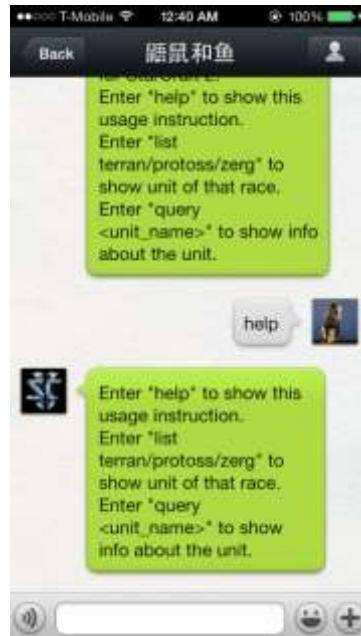 T-Mobile 12:40 AM 100%
Back 鼯鼠和鱼
for StarCraft 2.
Enter "help" to show this
usage instruction.
Enter "list
terran/protoss/zerg" to
show unit of that race.
Enter "query
<unit_name>" to show info
about the unit.
help
Enter "help" to show this
usage instruction.
Enter "list
terran/protoss/zerg" to
show unit of that race.
Enter "query
<unit_name>" to show
info about the unit.